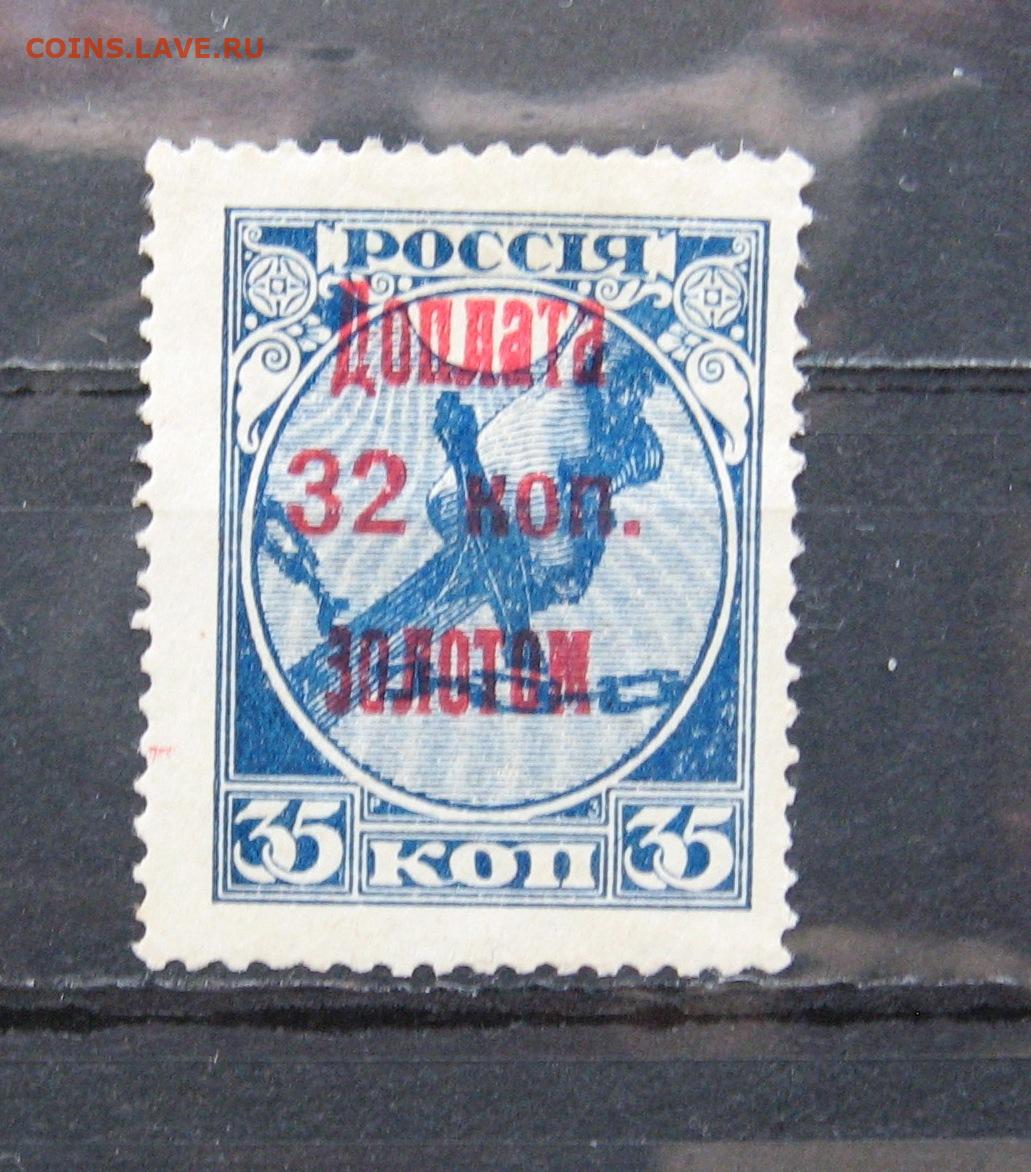 COINS.LAVE.RU
РОССІЯ
Доплата
32 коп.
золотом
35 КОП 35